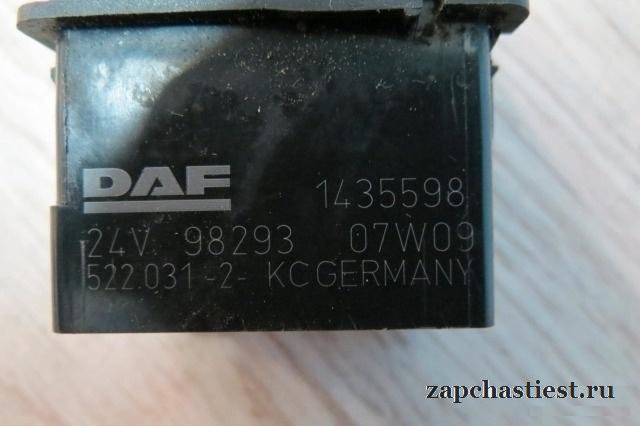 DAF 1435598
24V 98293 07W09
522.031 -2- KC GERMANY
zapchastiest.ru